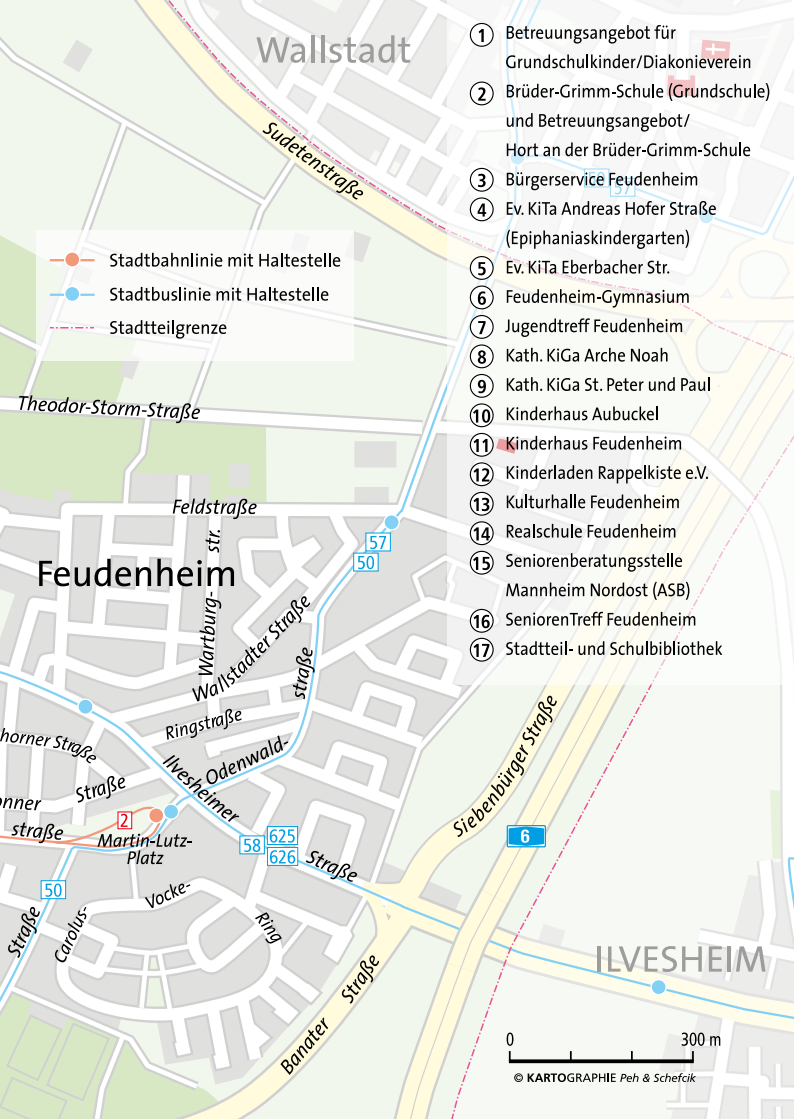 Wallstadt
Sudetenstraße
1 Betreuungsangebot für
Grundschulkinder/Diakonieverein
2 Brüder-Grimm-Schule (Grundschule)
und Betreuungsangebot/
Hort an der Brüder-Grimm-Schule
3 Bürgerservice Feudenheim
4 Ev. KiTa Andreas Hofer Straße
(Epiphaniaskindergarten)
5 Ev. KiTa Eberbacher Str.
6 Feudenheim-Gymnasium
7 Jugendtreff Feudenheim
8 Kath. KiGa Arche Noah
9 Kath. KiGa St. Peter und Paul
10 Kinderhaus Aubuckel
11 Kinderhaus Feudenheim
12 Kinderladen Rappelkiste e.V.
13 Kulturhalle Feudenheim
14 Realschule Feudenheim
15 Seniorenberatungsstelle
Mannheim Nordost (ASB)
16 SeniorenTreff Feudenheim
17 Stadtteil- und Schulbibliothek
Stadtbahnlinie mit Haltestelle
Stadtbuslinie mit Haltestelle
Stadtteilgrenze
Theodor-Storm-Straße
Feldstraße
57
50
Feudenheim
Wartburg-
str.
Wallstadter Straße
Ringstraße
Odenwald-
straße
horner Straße
Ilvesheimer
Straße
onner
Straße
straße
2
Martin-Lutz-
Platz
58
625
626
50
Straße
Carolus-
Vocke-
Ring
Siebenbürger Straße
6
Banater
Straße
ILVESHEIM
0 300 m
© KARTOGRAPHIE Peh & Schefcik